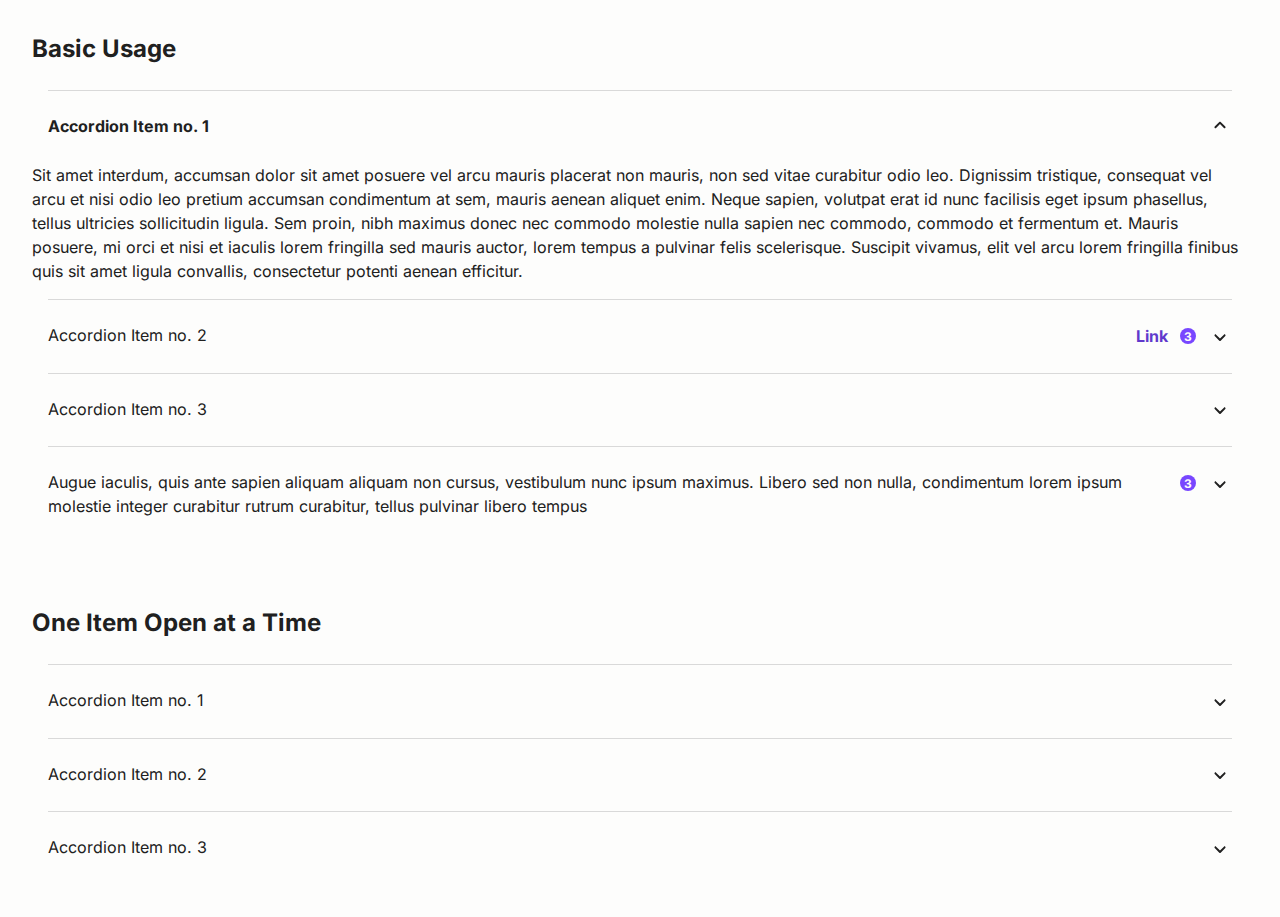 Basic Usage
Accordion Item no. 1
Sit amet interdum, accumsan dolor sit amet posuere vel arcu mauris placerat non mauris, non sed vitae curabitur odio leo. Dignissim tristique, consequat vel
arcu et nisi odio leo pretium accumsan condimentum at sem, mauris aenean aliquet enim. Neque sapien, volutpat erat id nunc facilisis eget ipsum phasellus,
tellus ultricies sollicitudin ligula. Sem proin, nibh maximus donec nec commodo molestie nulla sapien nec commodo, commodo et fermentum et. Mauris
posuere, mi orci et nisi et iaculis lorem fringilla sed mauris auctor, lorem tempus a pulvinar felis scelerisque. Suscipit vivamus, elit vel arcu lorem fringilla finibus
quis sit amet ligula convallis, consectetur potenti aenean efficitur.
Accordion Item no. 2 Link 3
Accordion Item no. 3
Augue iaculis, quis ante sapien aliquam aliquam non cursus, vestibulum nunc ipsum maximus. Libero sed non nulla, condimentum lorem ipsum 3
molestie integer curabitur rutrum curabitur, tellus pulvinar libero tempus
One Item Open at a Time
Accordion Item no. 1
Accordion Item no. 2
Accordion Item no. 3